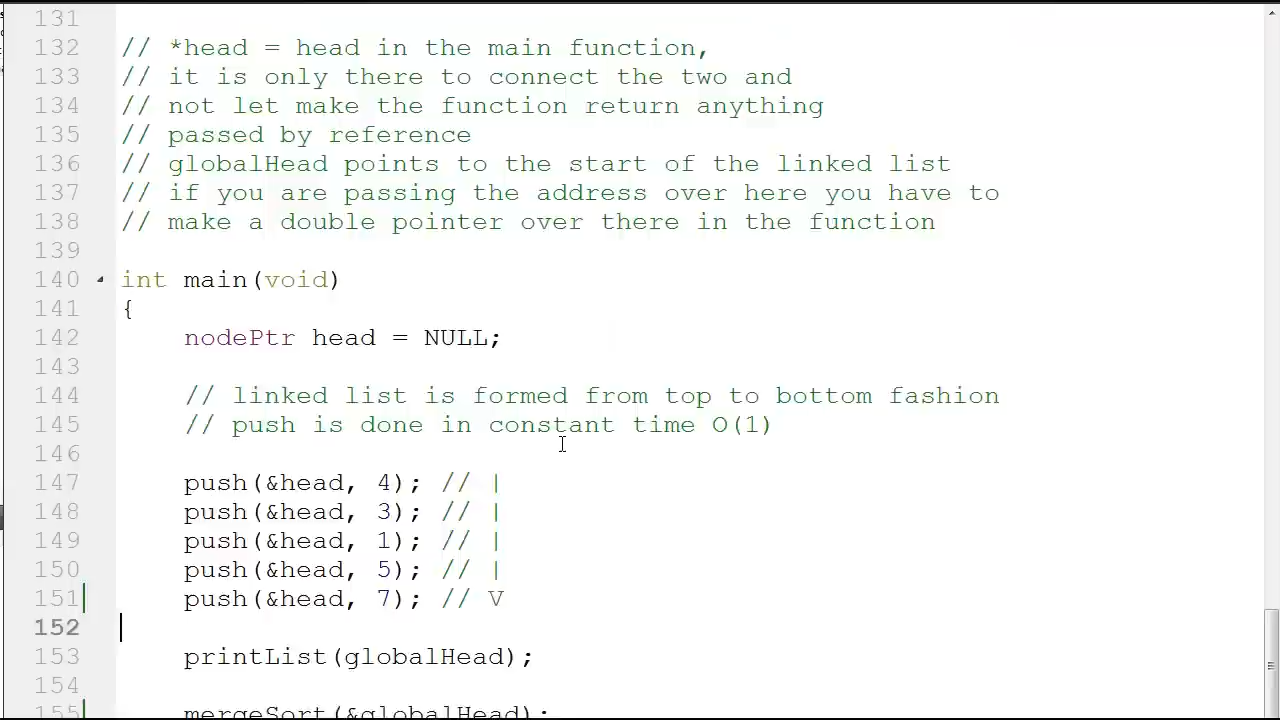 131
132 // *head = head in the main function,
133 // it is only there to connect the two and
134 // not let make the function return anything
135 // passed by reference
136 // globalHead points to the start of the linked list
137 // if you are passing the address over here you have to
138 // make a double pointer over there in the function
139
140 int main(void)
141 {
142 nodePtr head = NULL;
143
144 // linked list is formed from top to bottom fashion
145 // push is done in constant time O(1)
146
147 push(&head, 4); // |
148 push(&head, 3); // |
149 push(&head, 1); // |
150 push(&head, 5); // |
151 push(&head, 7); // V
152
153 printList(globalHead);
154
155 mergeSort(&globalHead);